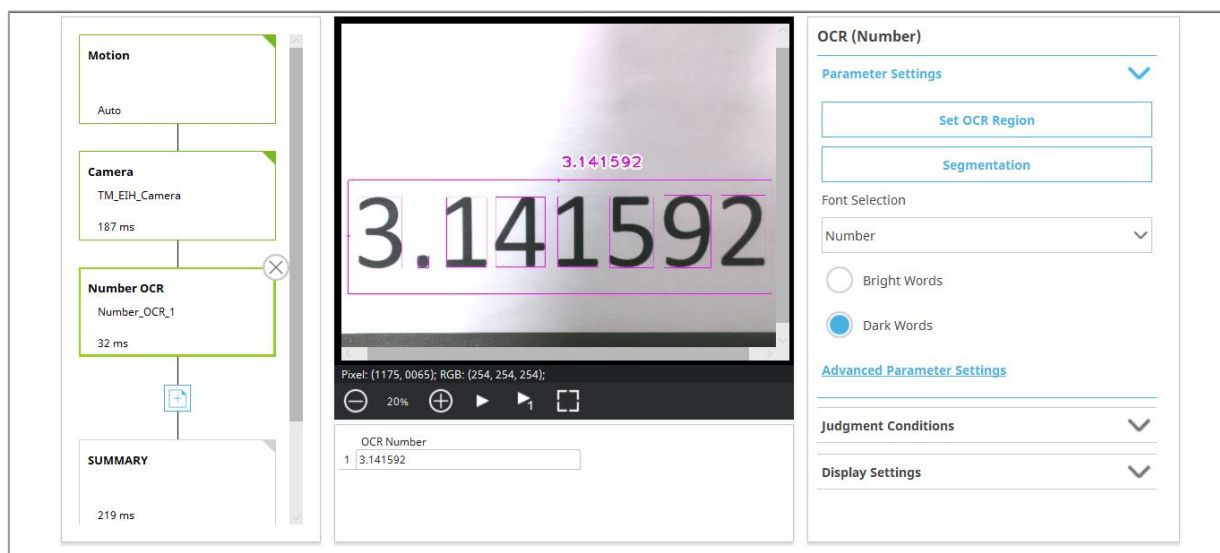 Motion
Auto
Camera
TM_EIH_Camera
187 ms
Number OCR
Number_OCR_1
32 ms
SUMMARY
219 ms
3.141592
3.141592
Pixel: (1175, 0065); RGB: (254, 254, 254);
20%
1
OCR Number
1 3.141592
OCR (Number)
Parameter Settings
Set OCR Region
Segmentation
Font Selection
Number
Bright Words
Dark Words
Advanced Parameter Settings
Judgment Conditions
Display Settings